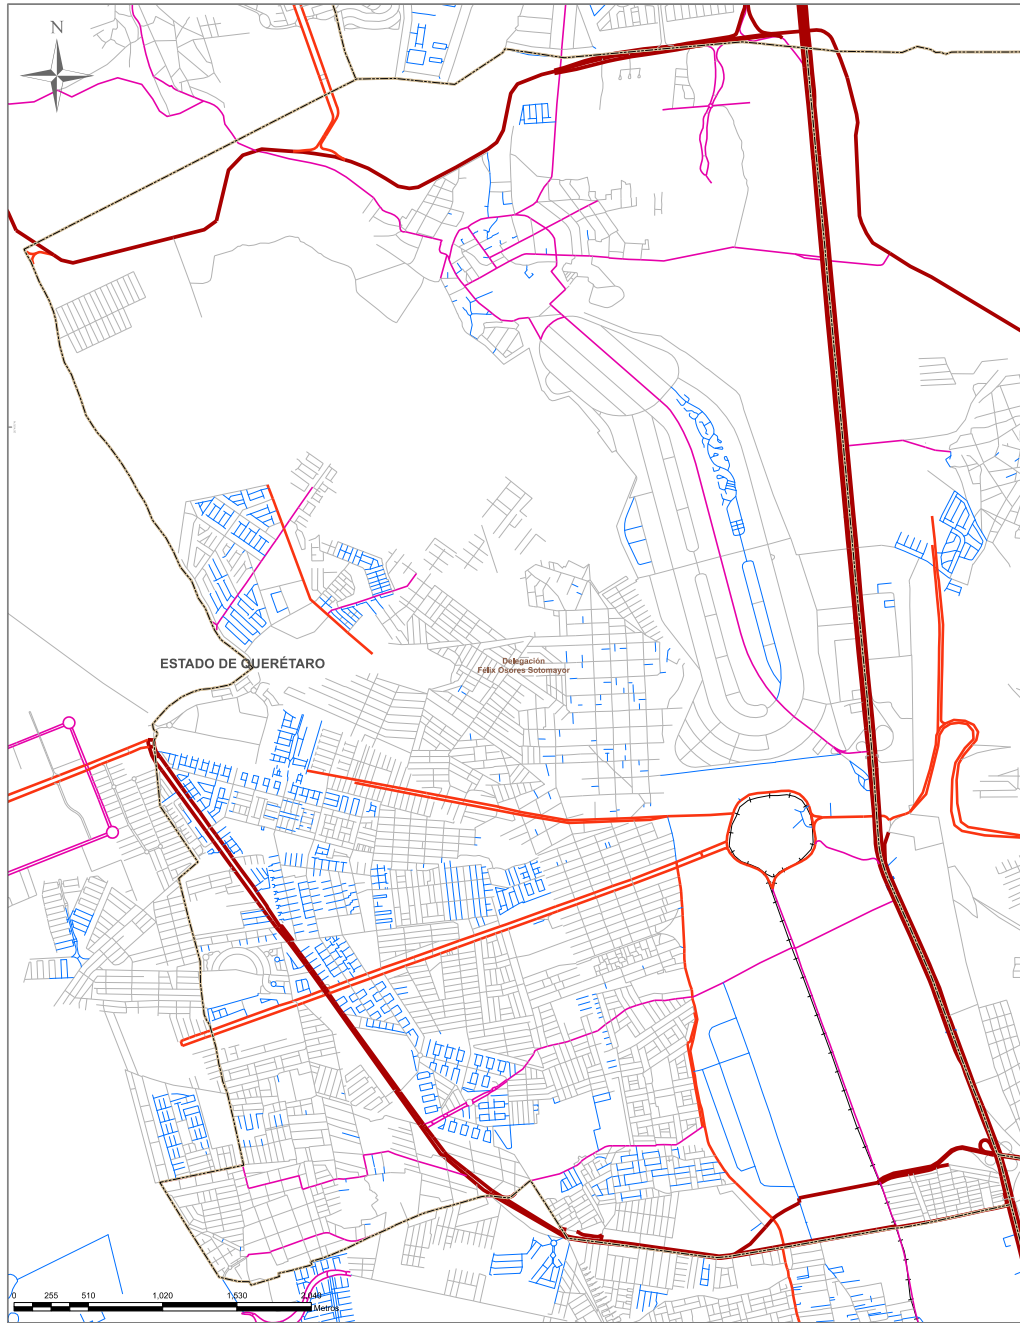 N
ESTADO DE QUERÉTARO
Delegación
Félix Osores Sotomayor
0 255 510 1,020 1,530 2,040
Metros